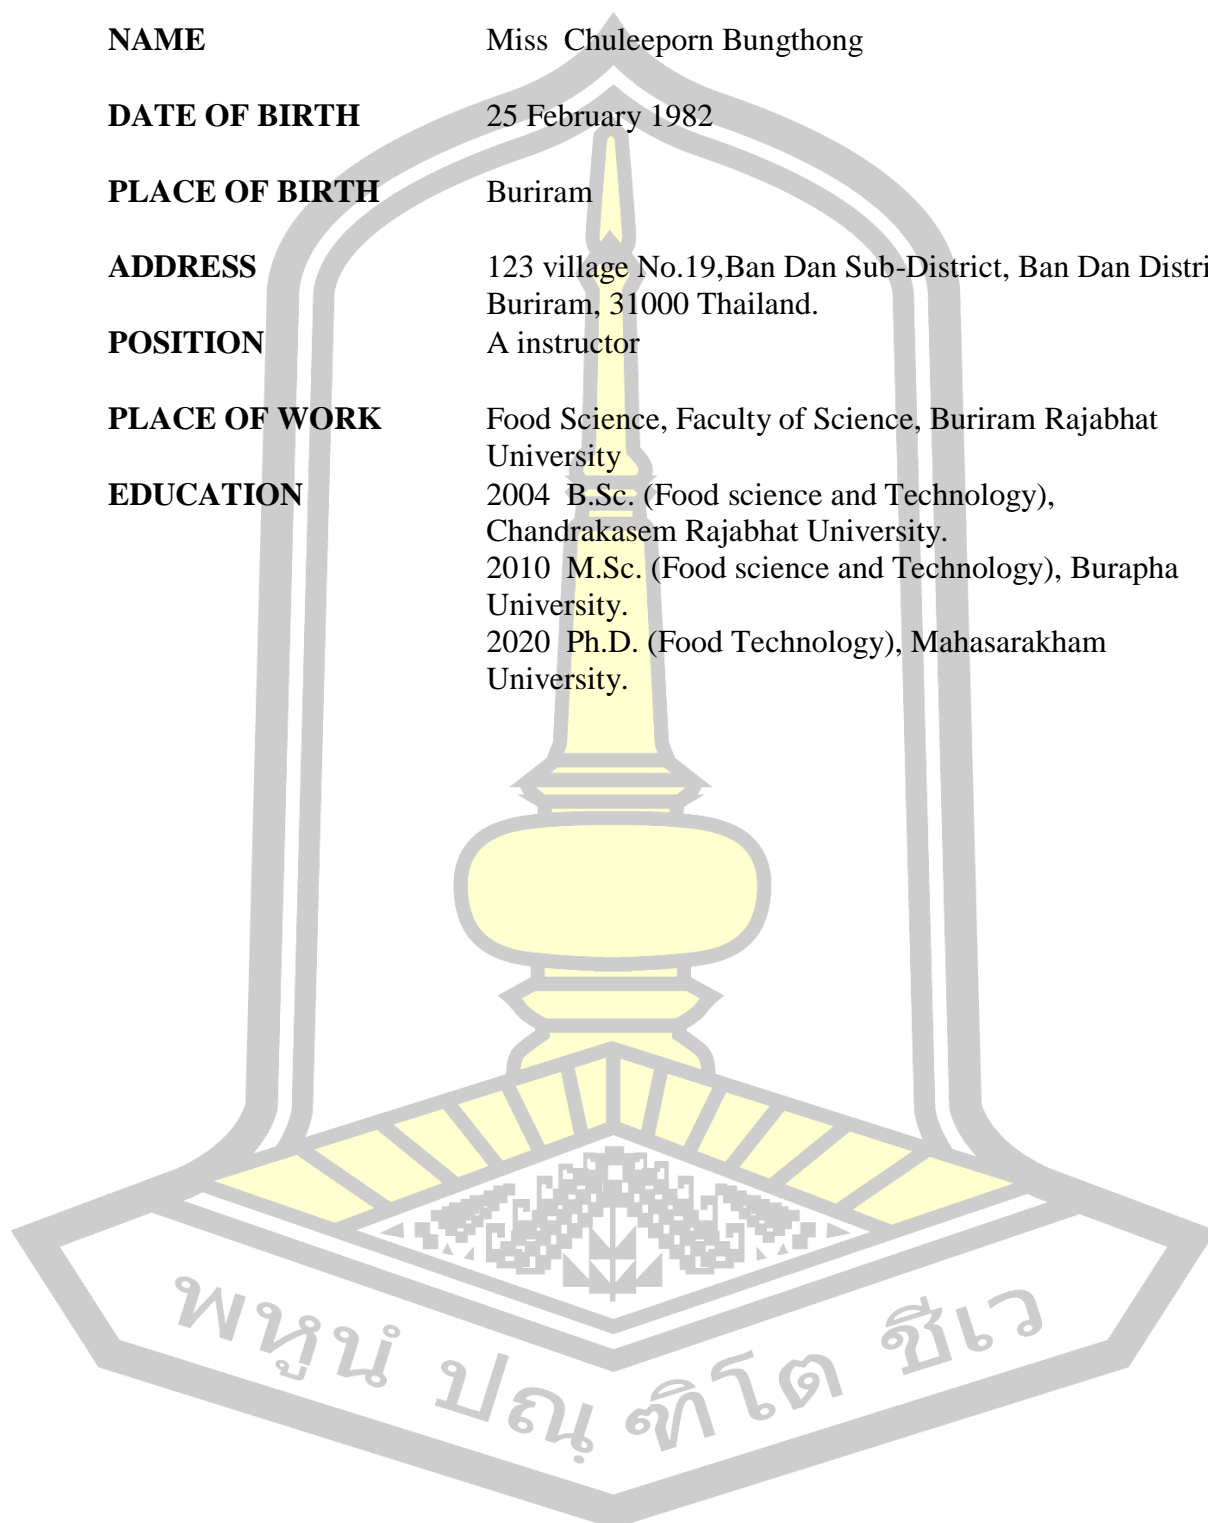 NAME Miss Chuleeporn Bungthong
DATE OF BIRTH 25 February 1982
PLACE OF BIRTH Buriram
ADDRESS 123 village No.19,Ban Dan Sub-District, Ban Dan Distri
Buriram, 31000 Thailand.
POSITION A instructor
PLACE OF WORK Food Science, Faculty of Science, Buriram Rajabhat
University
EDUCATION 2004 B.Sc. (Food science and Technology),
Chandrakasem Rajabhat University.
2010 M.Sc. (Food science and Technology), Burapha
University.
2020 Ph.D. (Food Technology), Mahasarakham
University.
พหูนํ ปณฺฑิโต ชีเว